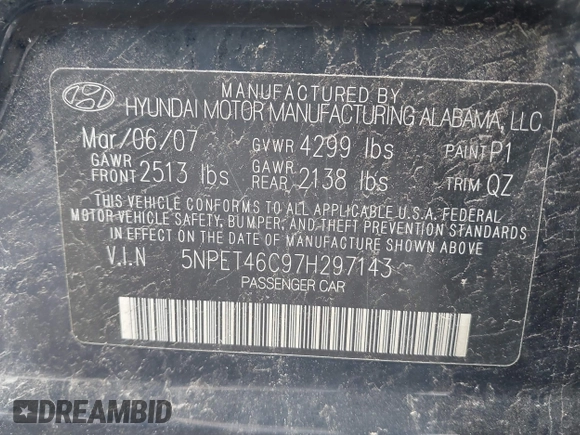 MANUFACTURED BY
HYUNDAI MOTOR MANUFACTURING ALABAMA, LLC
Mar/06/07 GVWR 4299 lbs PAINT P1
GAWR FRONT 2513 lbs GAWR REAR 2138 lbs TRIM QZ
THIS VEHICLE CONFORMS TO ALL APPLICABLE U.S.A. FEDERAL
MOTOR VEHICLE SAFETY, BUMPER, AND THEFT PREVENTION STANDARDS
IN EFFECT ON THE DATE OF MANUFACTURE SHOWN ABOVE.
V.I.N 5NPET46C97H297143
PASSENGER CAR
DREAMBID